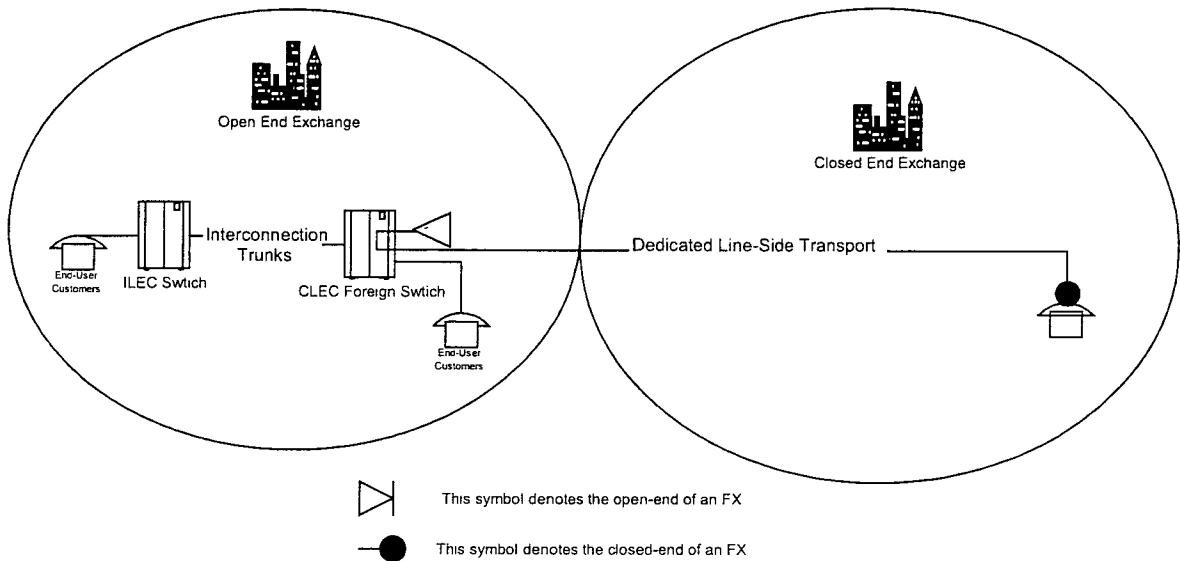 Open End Exchange
Closed End Exchange
Interconnection
Trunks
Dedicated Line-Side Transport
End-User
Customers
ILEC Swtich
CLEC Foreign Swtich
End-User
Customers
This symbol denotes the open-end of an FX
This symbol denotes the closed-end of an FX